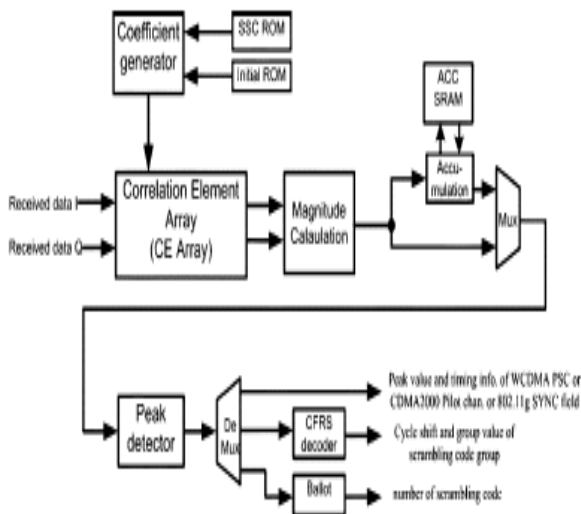 Coefficient
generator
SSC ROM
Initial ROM
ACC
SRAM
Received data I
Received data Q
Correlation Element
Array
(CE Array)
Magnitude
Calaulation
Accu-
mulation
Mux
Peak
detector
De
Mux
CFRS
decoder
Ballot
Peak value and timing info. of WCDMA PSC or
CDMA2000 Pilot chan. or 802.11g SYNC field
Cycle shift and group value of
scrambling code group
number of scrambling code